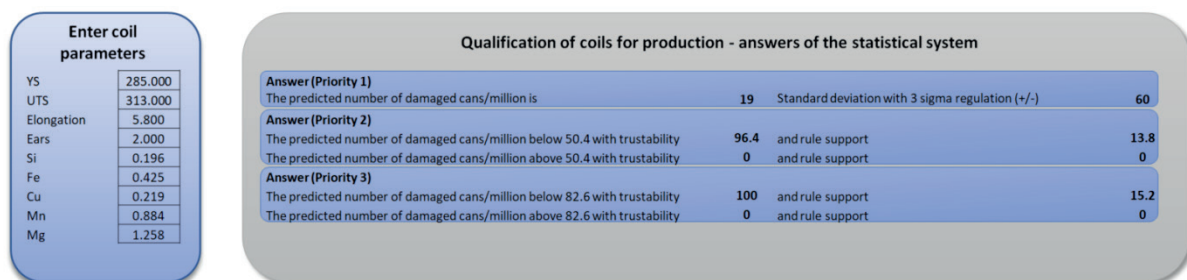 Enter coil
parameters
YS 285.000
UTS 313.000
Elongation 5.800
Ears 2.000
Si 0.196
Fe 0.425
Cu 0.219
Mn 0.884
Mg 1.258
Qualification of coils for production - answers of the statistical system
Answer (Priority 1)
The predicted number of damaged cans/million is 19 Standard deviation with 3 sigma regulation (+/-) 60
Answer (Priority 2)
The predicted number of damaged cans/million below 50.4 with trustability 96.4 and rule support 13.8
The predicted number of damaged cans/million above 50.4 with trustability 0 and rule support 0
Answer (Priority 3)
The predicted number of damaged cans/million below 82.6 with trustability 100 and rule support 15.2
The predicted number of damaged cans/million above 82.6 with trustability 0 and rule support 0